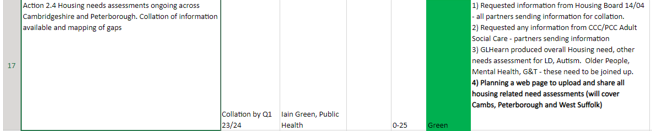 Action 2.4 Housing needs assessments ongoing across
Cambridgeshire and Peterborough. Collation of information
available and mapping of gaps
1) Requested information from Housing Board 14/04
- all partners sending information for collation.
2) Requested any information from CCC/PCC Adult
Social Care - partners sending information
3) GLHearn produced overall Housing need, other
needs assessment for LD, Autism.  Older People,
Mental Health, G&T - these need to be joined up.
4) Planning a web page to upload and share all
housing related need assessments (will cover
Cambs, Peterborough and West Suffolk)
17
Collation by Q1
23/24
Iain Green, Public
Health
0-25
Green